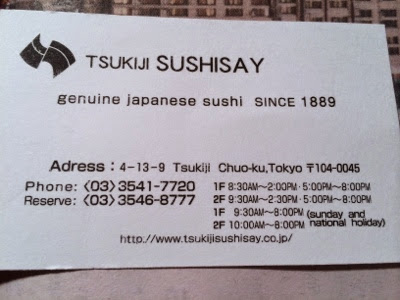 TSUKIJI SUSHISAY
genuine japanese sushi SINCE 1889
Adress : 4-13-9 Tsukiji Chuo-ku,Tokyo 〒104-0045
Phone: 〈03〉3541-7720 1F 8:30AM～2:00PM·5:00PM～8:00PM
Reserve: 〈03〉3546-8777 2F 9:30AM～2:30PM·5:00PM～8:00PM
1F 9:30AM～8:00PM (sunday and
2F 10:00AM～8:00PM national holiday)
http://www.tsukijisushisay.co.jp/